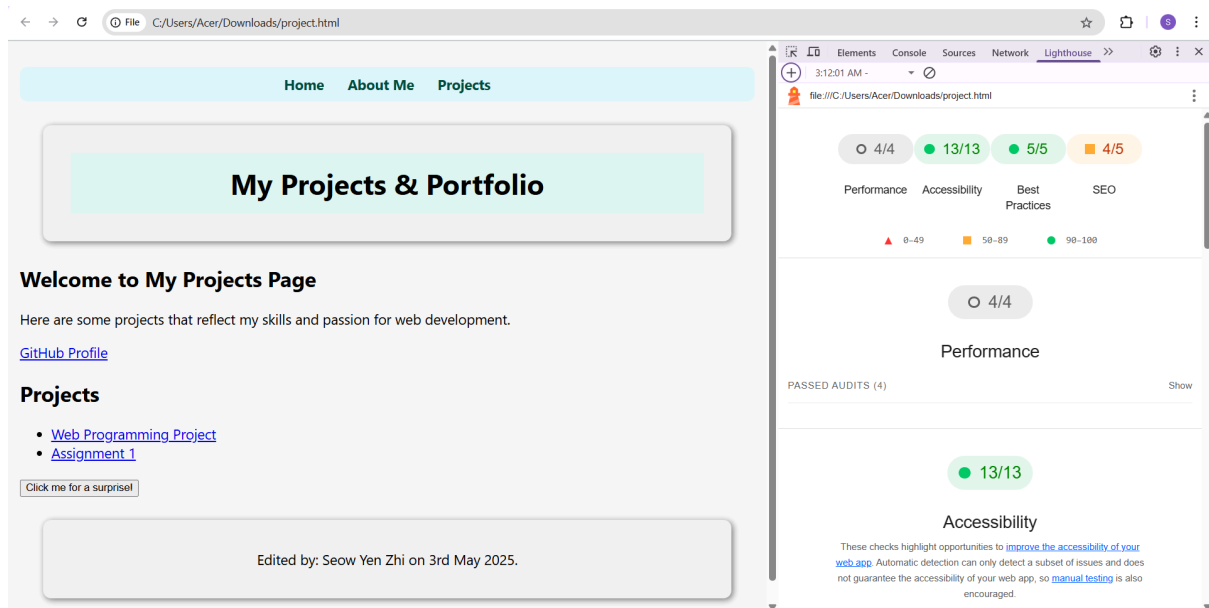 File C:/Users/Acer/Downloads/project.html
S
Home About Me Projects
My Projects & Portfolio
Welcome to My Projects Page
Here are some projects that reflect my skills and passion for web development.
GitHub Profile
Projects
Web Programming Project
Assignment 1
Click me for a surprise!
Edited by: Seow Yen Zhi on 3rd May 2025.
Elements Console Sources Network Lighthouse
3:12:01 AM -
file:///C:/Users/Acer/Downloads/project.html
4/4 13/13 5/5 4/5
Performance Accessibility Best Practices SEO
0–49 50–89 90–100
4/4
Performance
PASSED AUDITS (4) Show
13/13
Accessibility
These checks highlight opportunities to improve the accessibility of your
web app. Automatic detection can only detect a subset of issues and does
not guarantee the accessibility of your web app, so manual testing is also
encouraged.